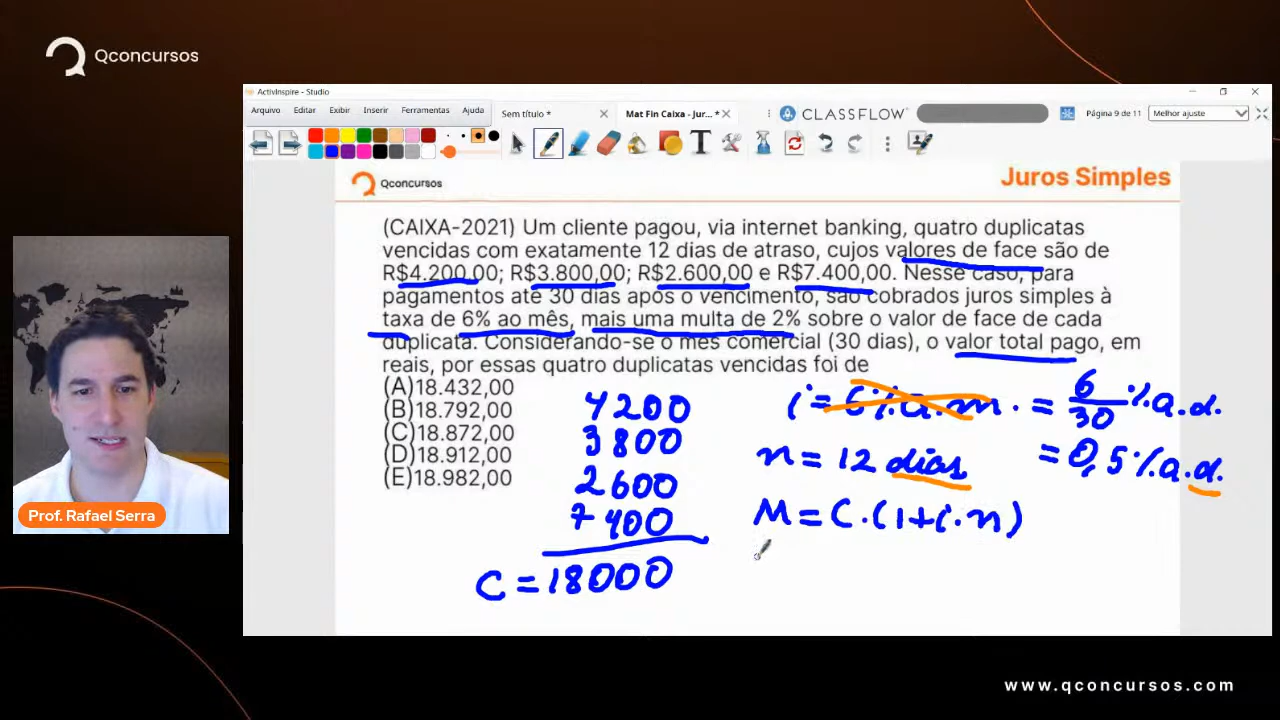 Qconcursos
ActivInspire - Studio
Arquivo Editar Exibir Inserir Ferramentas Ajuda
Sem título *
Mat Fin Caixa - Jur... *
CLASSFLOW
Página 9 de 11
Melhor ajuste
Qconcursos
Juros Simples
(CAIXA-2021) Um cliente pagou, via internet banking, quatro duplicatas
vencidas com exatamente 12 dias de atraso, cujos valores de face são de
R$4.200,00; R$3.800,00; R$2.600,00 e R$7.400,00. Nesse caso, para
pagamentos até 30 dias após o vencimento, são cobrados juros simples à
taxa de 6% ao mês, mais uma multa de 2% sobre o valor de face de cada
duplicata. Considerando-se o mês comercial (30 dias), o valor total pago, em
reais, por essas quatro duplicatas vencidas foi de
(A)18.432,00
(B)18.792,00
(C)18.872,00
(D)18.912,00
(E)18.982,00
4200
3800
2600
7400
C = 18000
i = 6% a.m. = 6/30 % a.d.
= 0,5% a.d.
n = 12 dias
M = C.(1+i.n)
Prof. Rafael Serra
www.qconcursos.com